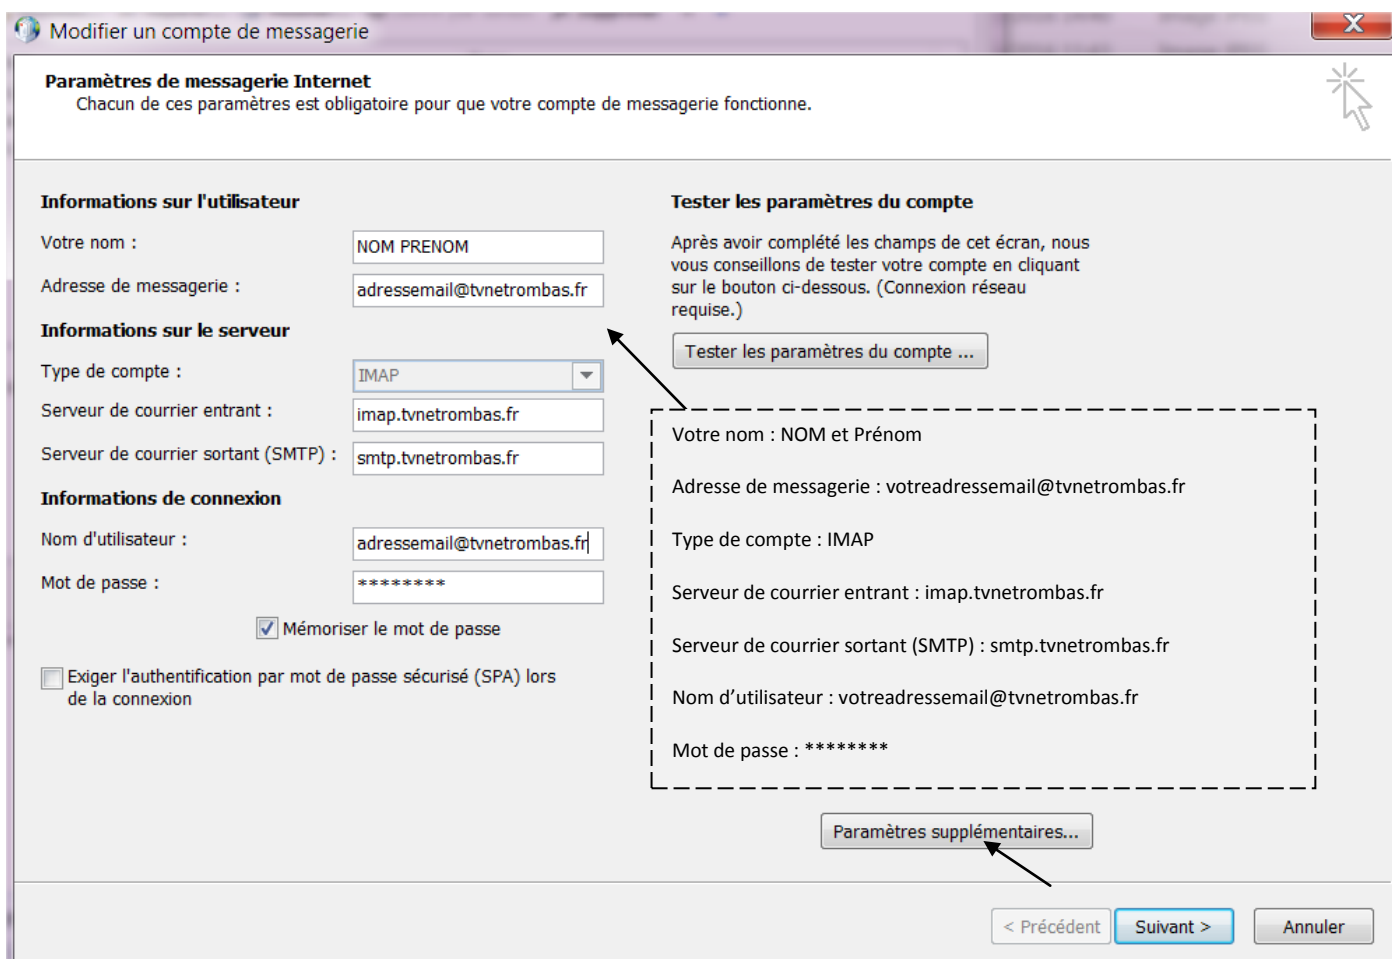 Modifier un compte de messagerie
X
Paramètres de messagerie Internet
Chacun de ces paramètres est obligatoire pour que votre compte de messagerie fonctionne.
Informations sur l'utilisateur
Votre nom :
NOM PRENOM
Adresse de messagerie :
adressemail@tvnetrombas.fr
Informations sur le serveur
Type de compte :
IMAP
Serveur de courrier entrant :
imap.tvnetrombas.fr
Serveur de courrier sortant (SMTP) :
smtp.tvnetrombas.fr
Informations de connexion
Nom d'utilisateur :
adressemail@tvnetrombas.fr
Mot de passe :
********
Mémoriser le mot de passe
Exiger l'authentification par mot de passe sécurisé (SPA) lors
de la connexion
Tester les paramètres du compte
Après avoir complété les champs de cet écran, nous
vous conseillons de tester votre compte en cliquant
sur le bouton ci-dessous. (Connexion réseau
requise.)
Tester les paramètres du compte ...
Votre nom : NOM et Prénom
Adresse de messagerie : votreadressemail@tvnetrombas.fr
Type de compte : IMAP
Serveur de courrier entrant : imap.tvnetrombas.fr
Serveur de courrier sortant (SMTP) : smtp.tvnetrombas.fr
Nom d’utilisateur : votreadressemail@tvnetrombas.fr
Mot de passe : ********
Paramètres supplémentaires...
< Précédent
Suivant >
Annuler